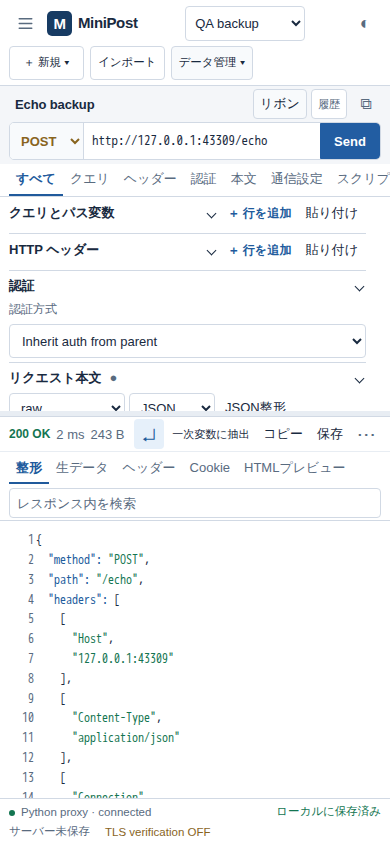 M MiniPost QA backup
＋ 新規 ▾ インポート データ管理 ▾
Echo backup リボン 履歴
POST http://127.0.0.1:43309/echo Send
すべて クエリ ヘッダー 認証 本文 通信設定 スクリプ
クエリとパス変数 + 行を追加 貼り付け
HTTP ヘッダー + 行を追加 貼り付け
認証
認証方式
Inherit auth from parent
リクエスト本文 ●
raw JSON JSON整形
200 OK 2 ms 243 B 一次変数に抽出 コピー 保存 ···
整形 生データ ヘッダー Cookie HTMLプレビュー
レスポンス内を検索
1 {
2 "method": "POST",
3 "path": "/echo",
4 "headers": [
5 [
6 "Host",
7 "127.0.0.1:43309"
8 ],
9 [
10 "Content-Type",
11 "application/json"
12 ],
13 [
14 "Connection"
● Python proxy · connected ローカルに保存済み
サーバー未保存 TLS verification OFF